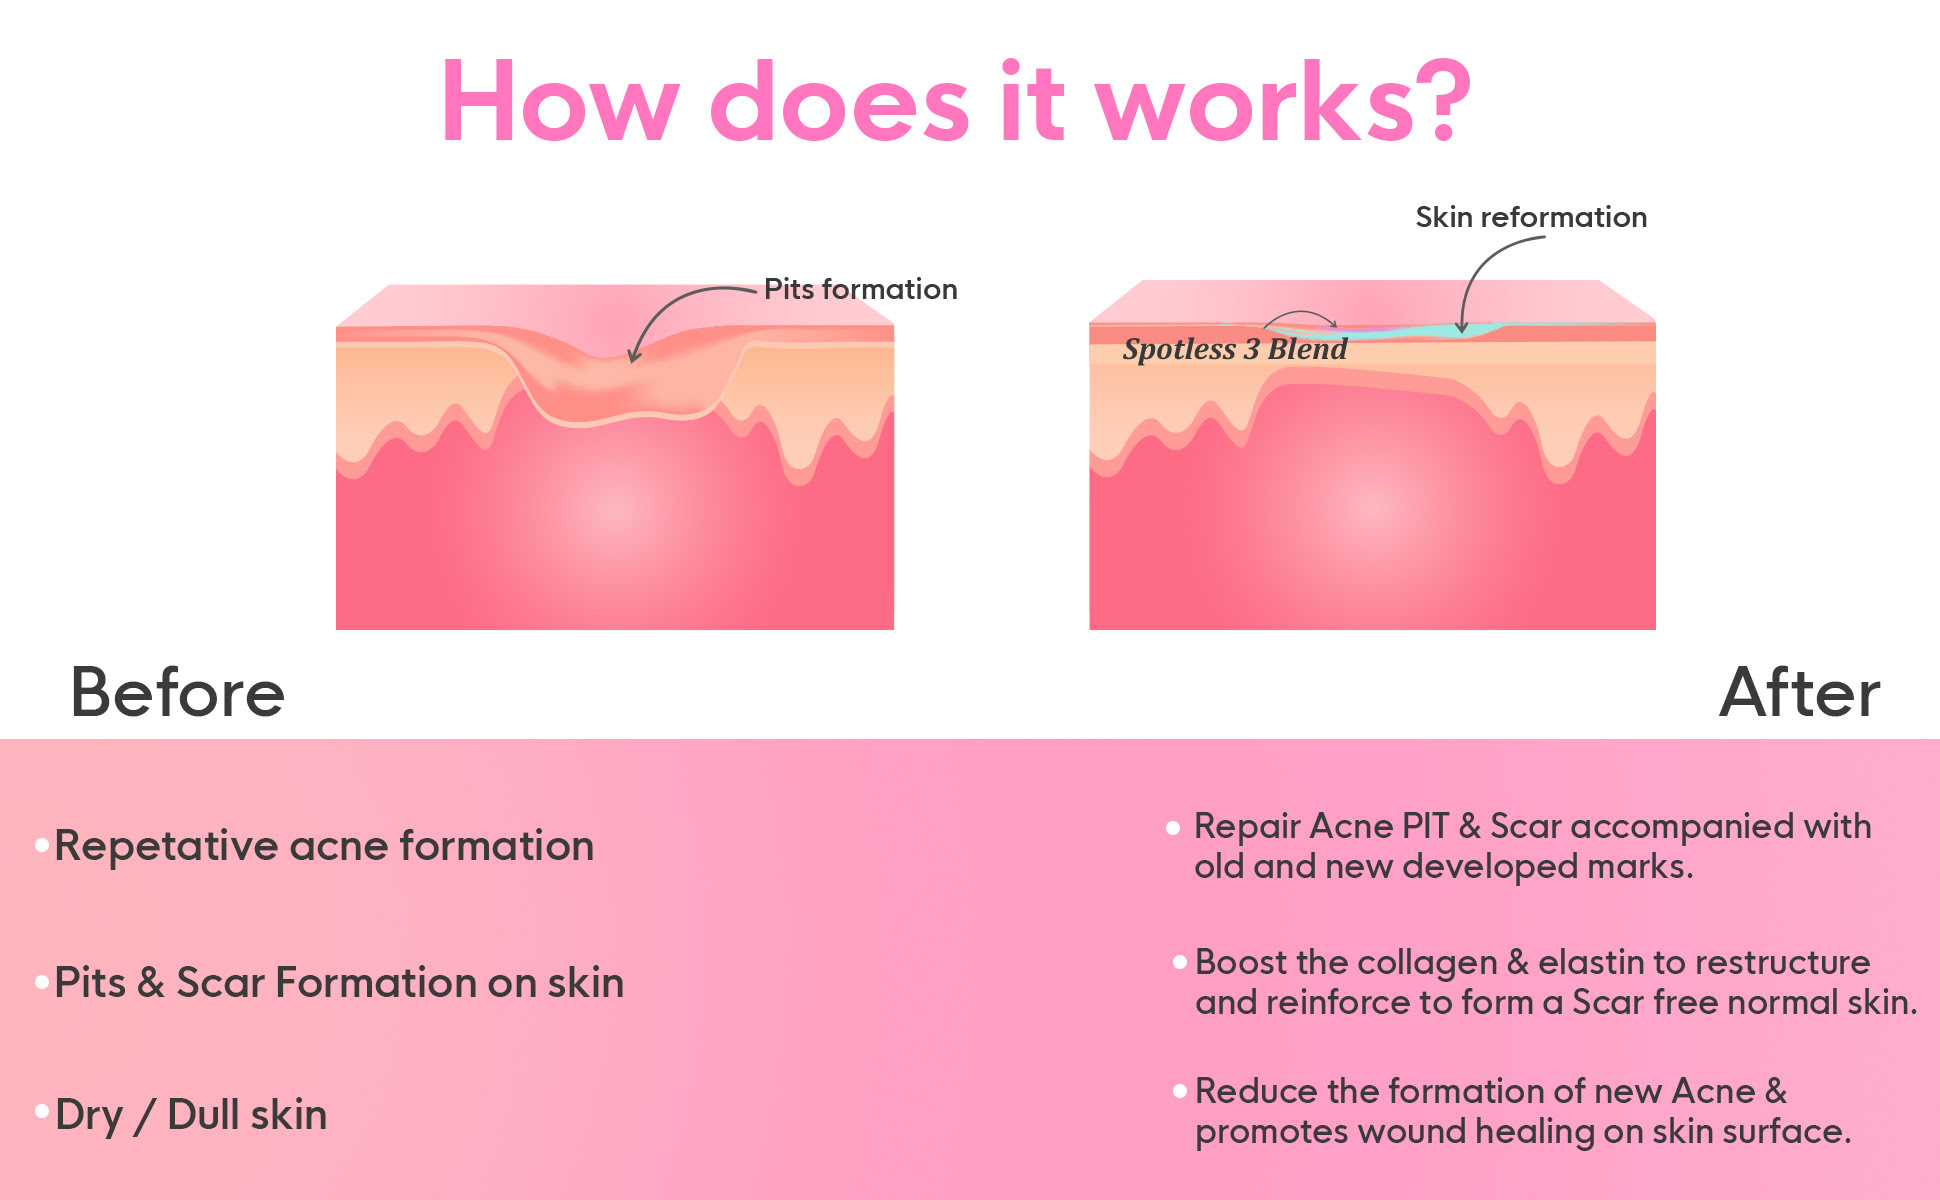 How does it works?
Skin reformation
Pits formation
Spotless 3 Blend
Before
After
Repetative acne formation
Pits & Scar Formation on skin
Dry / Dull skin
Repair Acne PIT & Scar accompanied with
old and new developed marks.
Boost the collagen & elastin to restructure
and reinforce to form a Scar free normal skin.
Reduce the formation of new Acne &
promotes wound healing on skin surface.